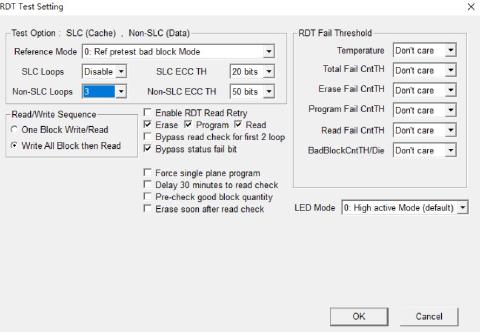 RDT Test Setting
Test Option : SLC (Cache) , Non-SLC (Data)
Reference Mode 0: Ref pretest bad block Mode
SLC Loops Disable SLC ECC TH 20 bits
Non-SLC Loops 3 Non-SLC ECC TH 50 bits
Read/Write Sequence
One Block Write/Read
Write All Block then Read
Enable RDT Read Retry
Erase Program Read
Bypass read check for first 2 loop
Bypass status fail bit
Force single plane program
Delay 30 minutes to read check
Pre-check good block quantity
Erase soon after read check
RDT Fail Threshold
Temperature Don't care
Total Fail CntTH Don't care
Erase Fail CntTH Don't care
Program Fail CntTH Don't care
Read Fail CntTH Don't care
BadBlockCntTH/Die Don't care
LED Mode 0: High active Mode (default)
OK Cancel